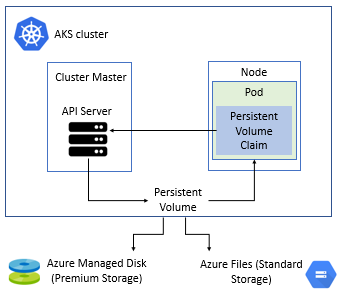 AKS cluster
Cluster Master
API Server
Node
Pod
Persistent
Volume
Claim
Persistent
Volume
Azure Managed Disk
(Premium Storage)
Azure Files (Standard
Storage)